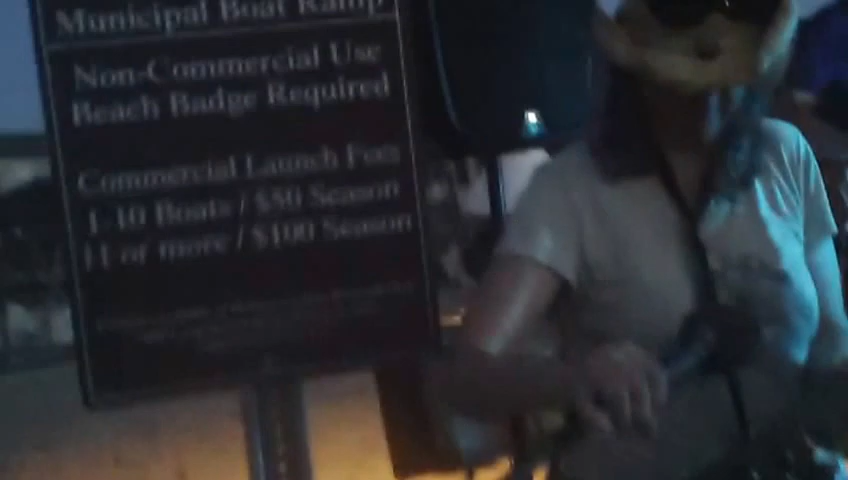 Municipal Boat Ramp
Non-Commercial Use
Beach Badge Required
Commercial Launch Fees
1-10 Boats / $50 Season
11 or more / $100 Season